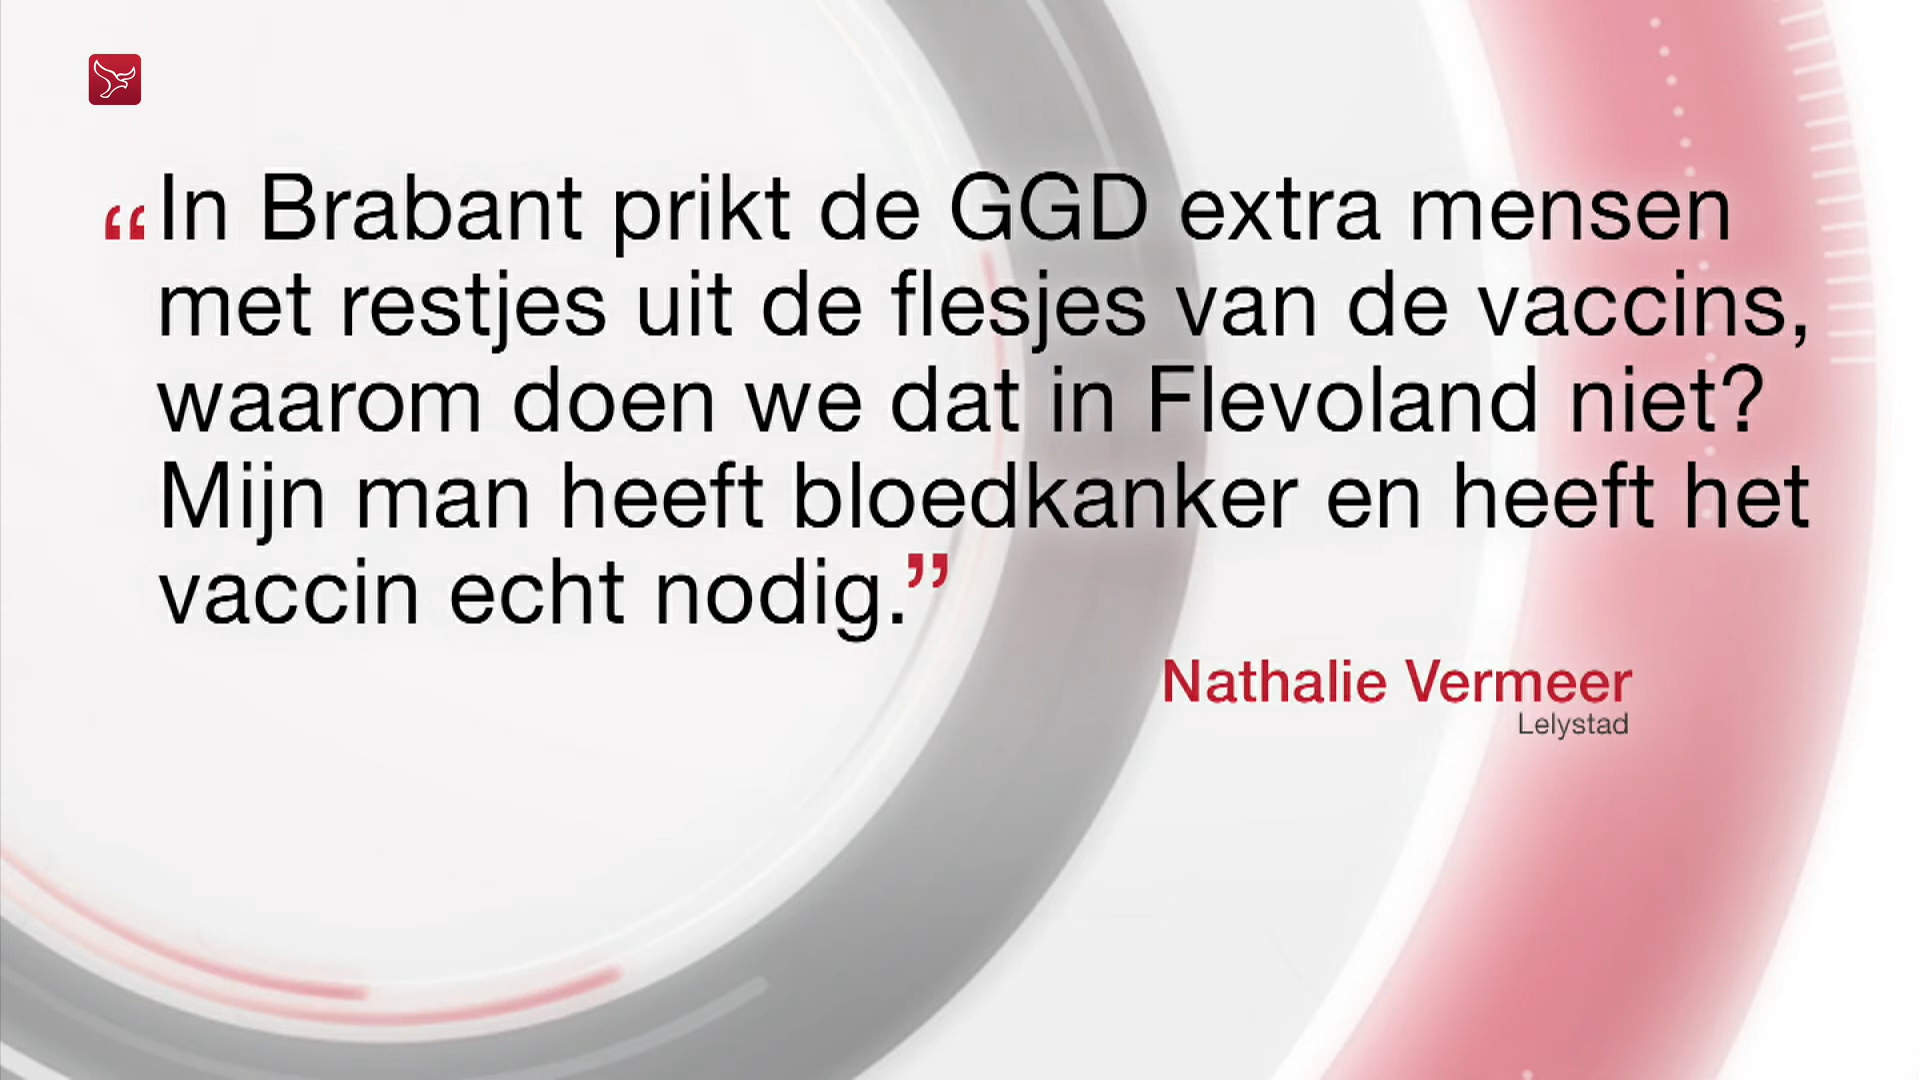 “In Brabant prikt de GGD extra mensen
met restjes uit de flesjes van de vaccins,
waarom doen we dat in Flevoland niet?
Mijn man heeft bloedkanker en heeft het
vaccin echt nodig.”
Nathalie Vermeer
Lelystad